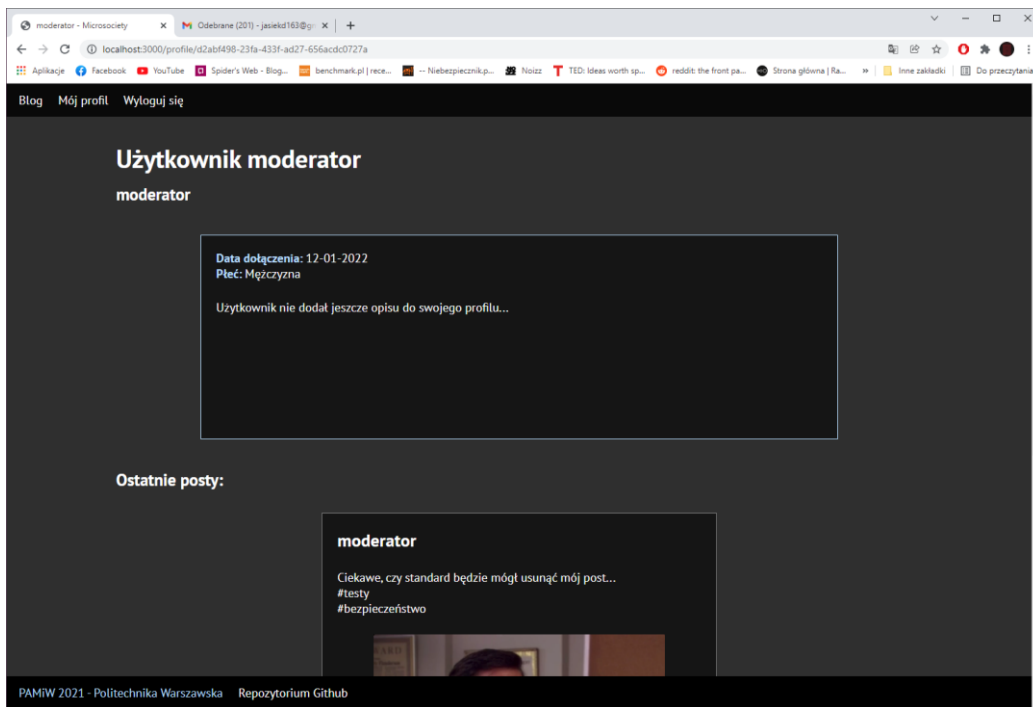 moderator - Microsociety
Odebrane (201) - jasiekd163@g
localhost:3000/profile/d2abf498-23fa-433f-ad27-656acdc0727a
Aplikacje Facebook YouTube Spider's Web - Blog... benchmark.pl | rece... -- Niebezpiecznik.p... Noizz TED: Ideas worth sp... reddit: the front pa... Strona główna | Ra... » Inne zakładki Do przeczytania
Blog Mój profil Wyloguj się
Użytkownik moderator
moderator
Data dołączenia: 12-01-2022
Płeć: Mężczyzna
Użytkownik nie dodał jeszcze opisu do swojego profilu...
Ostatnie posty:
moderator
Ciekawe, czy standard będzie mógł usunąć mój post...
#testy
#bezpieczeństwo
PAMiW 2021 - Politechnika Warszawska Repozytorium Github